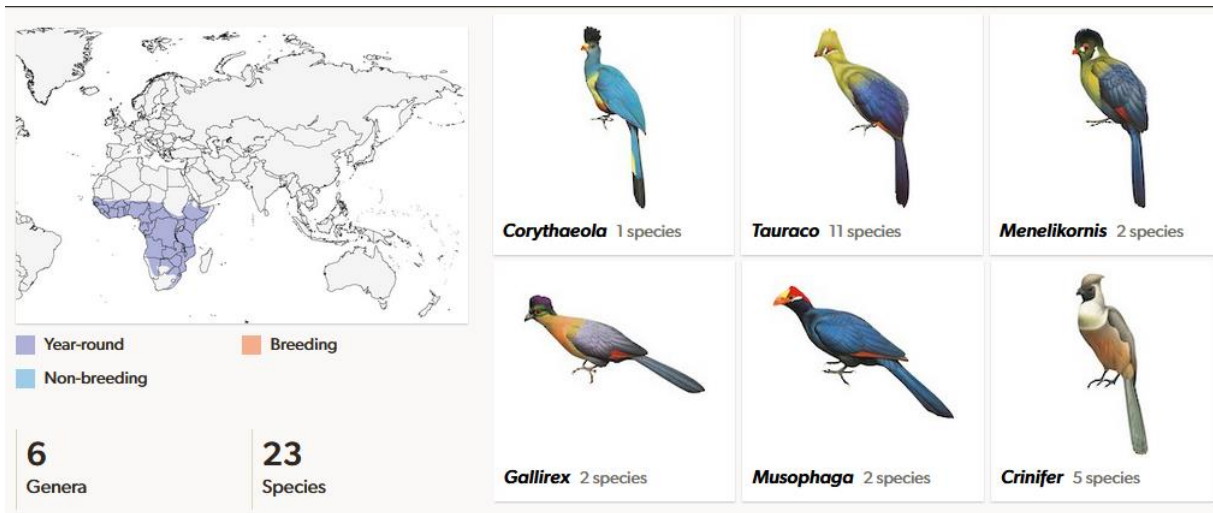 Year-round
Breeding
Non-breeding
6
Genera
23
Species
Corythaeola 1 species
Tauraco 11 species
Menelikornis 2 species
Gallirex 2 species
Musophaga 2 species
Crinifer 5 species